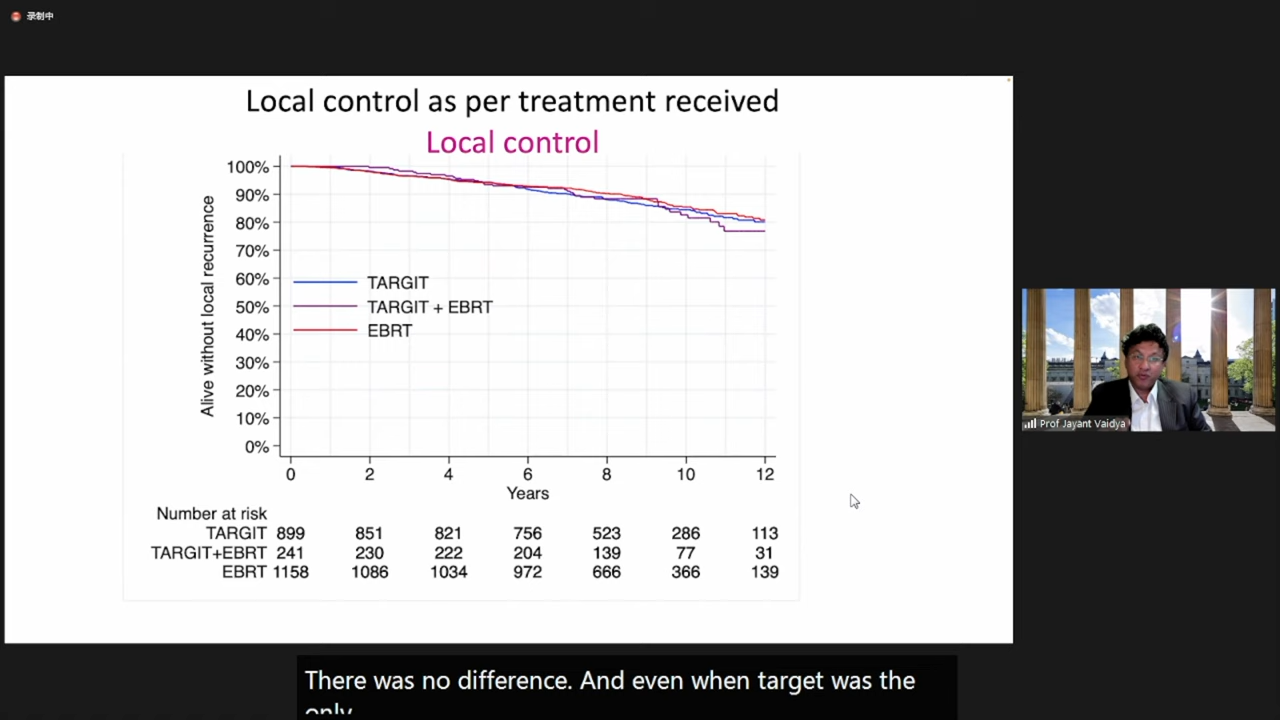 录制中
Local control as per treatment received
Local control
Alive without local recurrence
100%
90%
80%
70%
60%
50%
40%
30%
20%
10%
0%
TARGIT
TARGIT + EBRT
EBRT
0 2 4 6 8 10 12
Years
Number at risk
TARGIT 899 851 821 756 523 286 113
TARGIT+EBRT 241 230 222 204 139 77 31
EBRT 1158 1086 1034 972 666 366 139
Prof Jayant Vaidya
There was no difference. And even when target was the
only